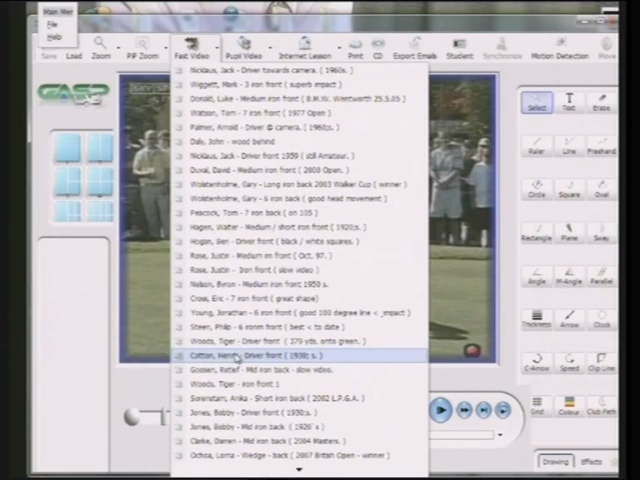 Main Mer
File
Help
Save
Load
Zoom
PiP Zoom
Fast Video
Pupil Video
Internet Lesson
Print
CD
Export Emails
Student
Synchronize
Motion Detection
Move
GASP
Nicklaus, Jack - Driver towards camera. ( 1960s. )
Wiggett, Mark - 3 iron front ( superb impact )
Donald, Luke - Medium iron front ( B.M.W. Wentworth 25.5.05 )
Watson, Tom - 7 iron front ( 1977 Open )
Palmer, Arnold - Driver @ camera. ( 1960;s. )
Daly, John - wood behind
Nicklaus, Jack - Driver front 1959 ( still Amateur. )
Duval, David - Medium iron front ( 2000 Open. )
Wolstenholme, Gary - Long iron back 2003 Walker Cup ( winner )
Wolstenholme, Gary - 6 iron back ( good head movement )
Peacock, Tom - 7 iron back ( on 105 )
Hagen, Walter - Medium / short iron front ( 1920;s )
Hogan, Ben - Driver front ( black / white squares. )
Rose, Justin - Medium iron front ( Oct. 97. )
Rose, Justin - Iron front ( slow video )
Nelson, Byron - Medium iron front 1950 s.
Cross, Eric - 7 iron front ( great shape)
Young, Jonathan - 6 iron front ( good 100 degree line < _impact )
Steen, Philip - 6 ironm front ( best < to date )
Woods, Tiger - Driver front ( 379 yds. onto green. )
Cotton, Henry - Driver front ( 1930; s. )
Goosen, Retief - Mid iron back - slow video.
Woods, Tiger - iron front 1
Sorenstam, Anika - Short iron back ( 2002 L.P.G.A. )
Jones, Bobby - Driver front ( 1930;s. )
Jones, Bobby - Mid iron back ( 1920`s )
Clarke, Darren - Mid iron back ( 2004 Masters. )
Ochoa, Lorna - Wedge - back ( 2007 British Open - winner )
Select
Text
Erase
Ruler
Line
Freehand
Circle
Square
Oval
Rectangle
Plane
Sway
Angle
M-Angle
Parallel
Thickness
Arrow
Clock
C-Arrow
Speed
Clip Line
Grid
Colour
Club Path
Drawing
Effects